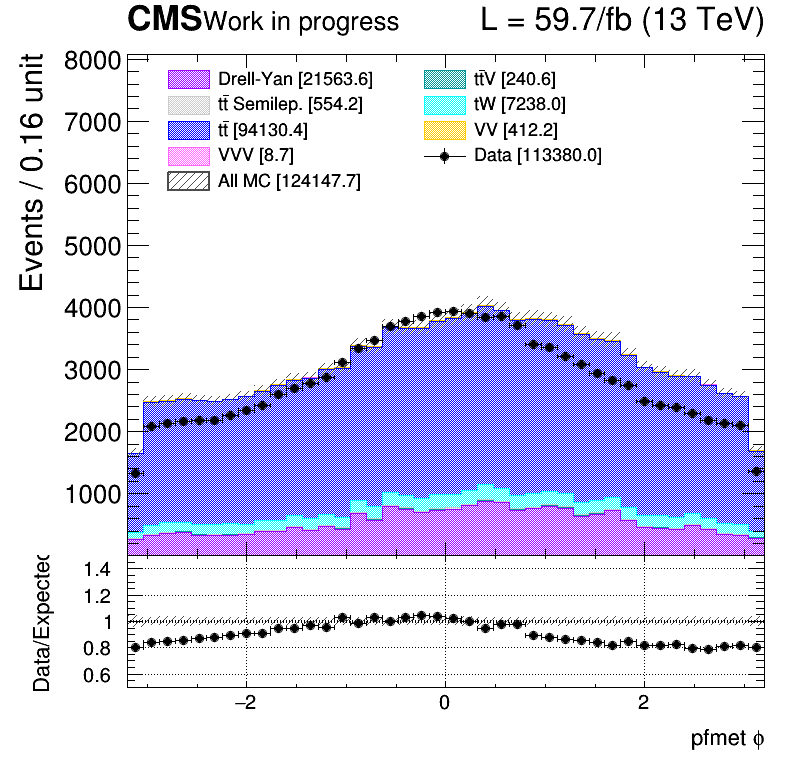 CMS Work in progress L = 59.7/fb (13 TeV)
Events / 0.16 unit
8000
7000
6000
5000
4000
3000
2000
1000
Drell-Yan [21563.6]
tt̄ Semilep. [554.2]
tt̄ [94130.4]
VVV [8.7]
All MC [124147.7]
tt̄V [240.6]
tW [7238.0]
VV [412.2]
Data [113380.0]
Data/Expected
1.4
1.2
1
0.8
0.6
−2 0 2
pfmet ϕ